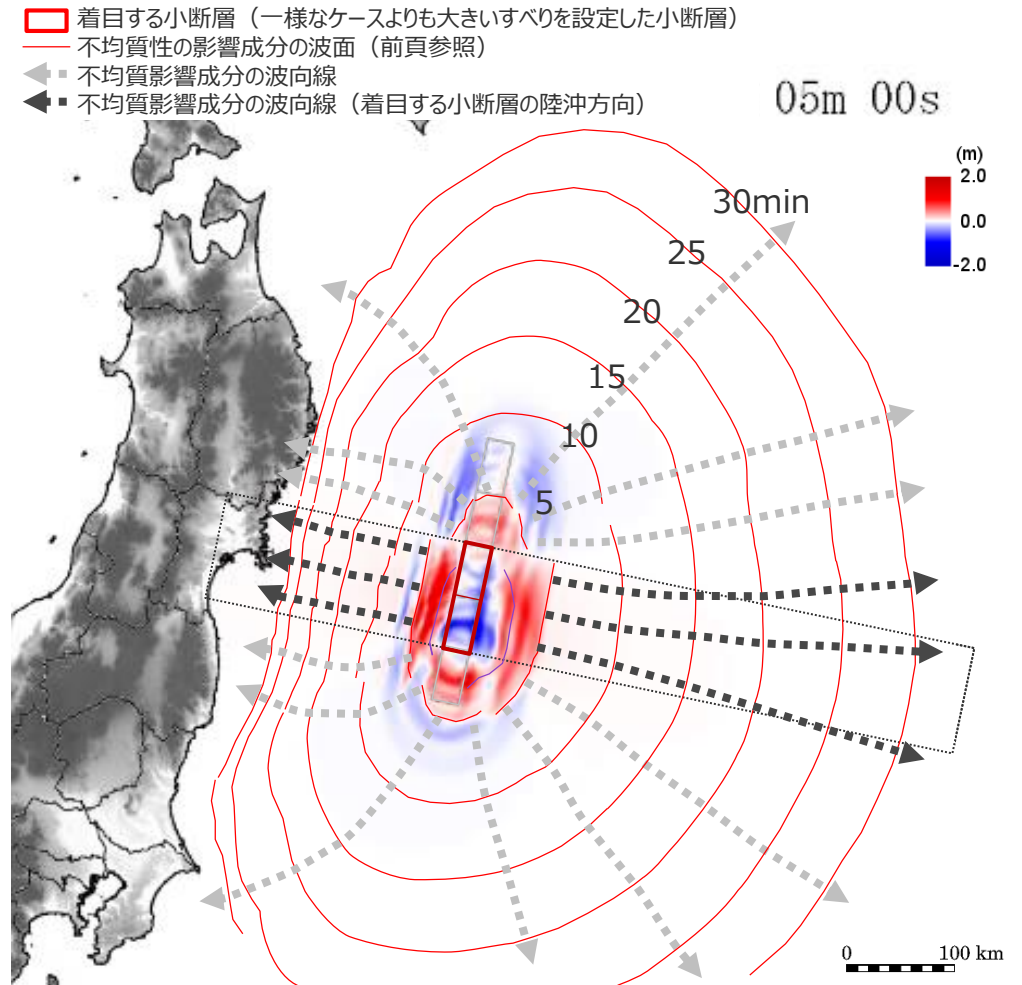 着目する小断層（一様なケースよりも大きいすべりを設定した小断層）
不均質性の影響成分の波面（前頁参照）
不均質影響成分の波向線
不均質影響成分の波向線（着目する小断層の陸沖方向）
05m 00s
(m)
2.0
0.0
-2.0
30min
25
20
15
10
5
0 100 km